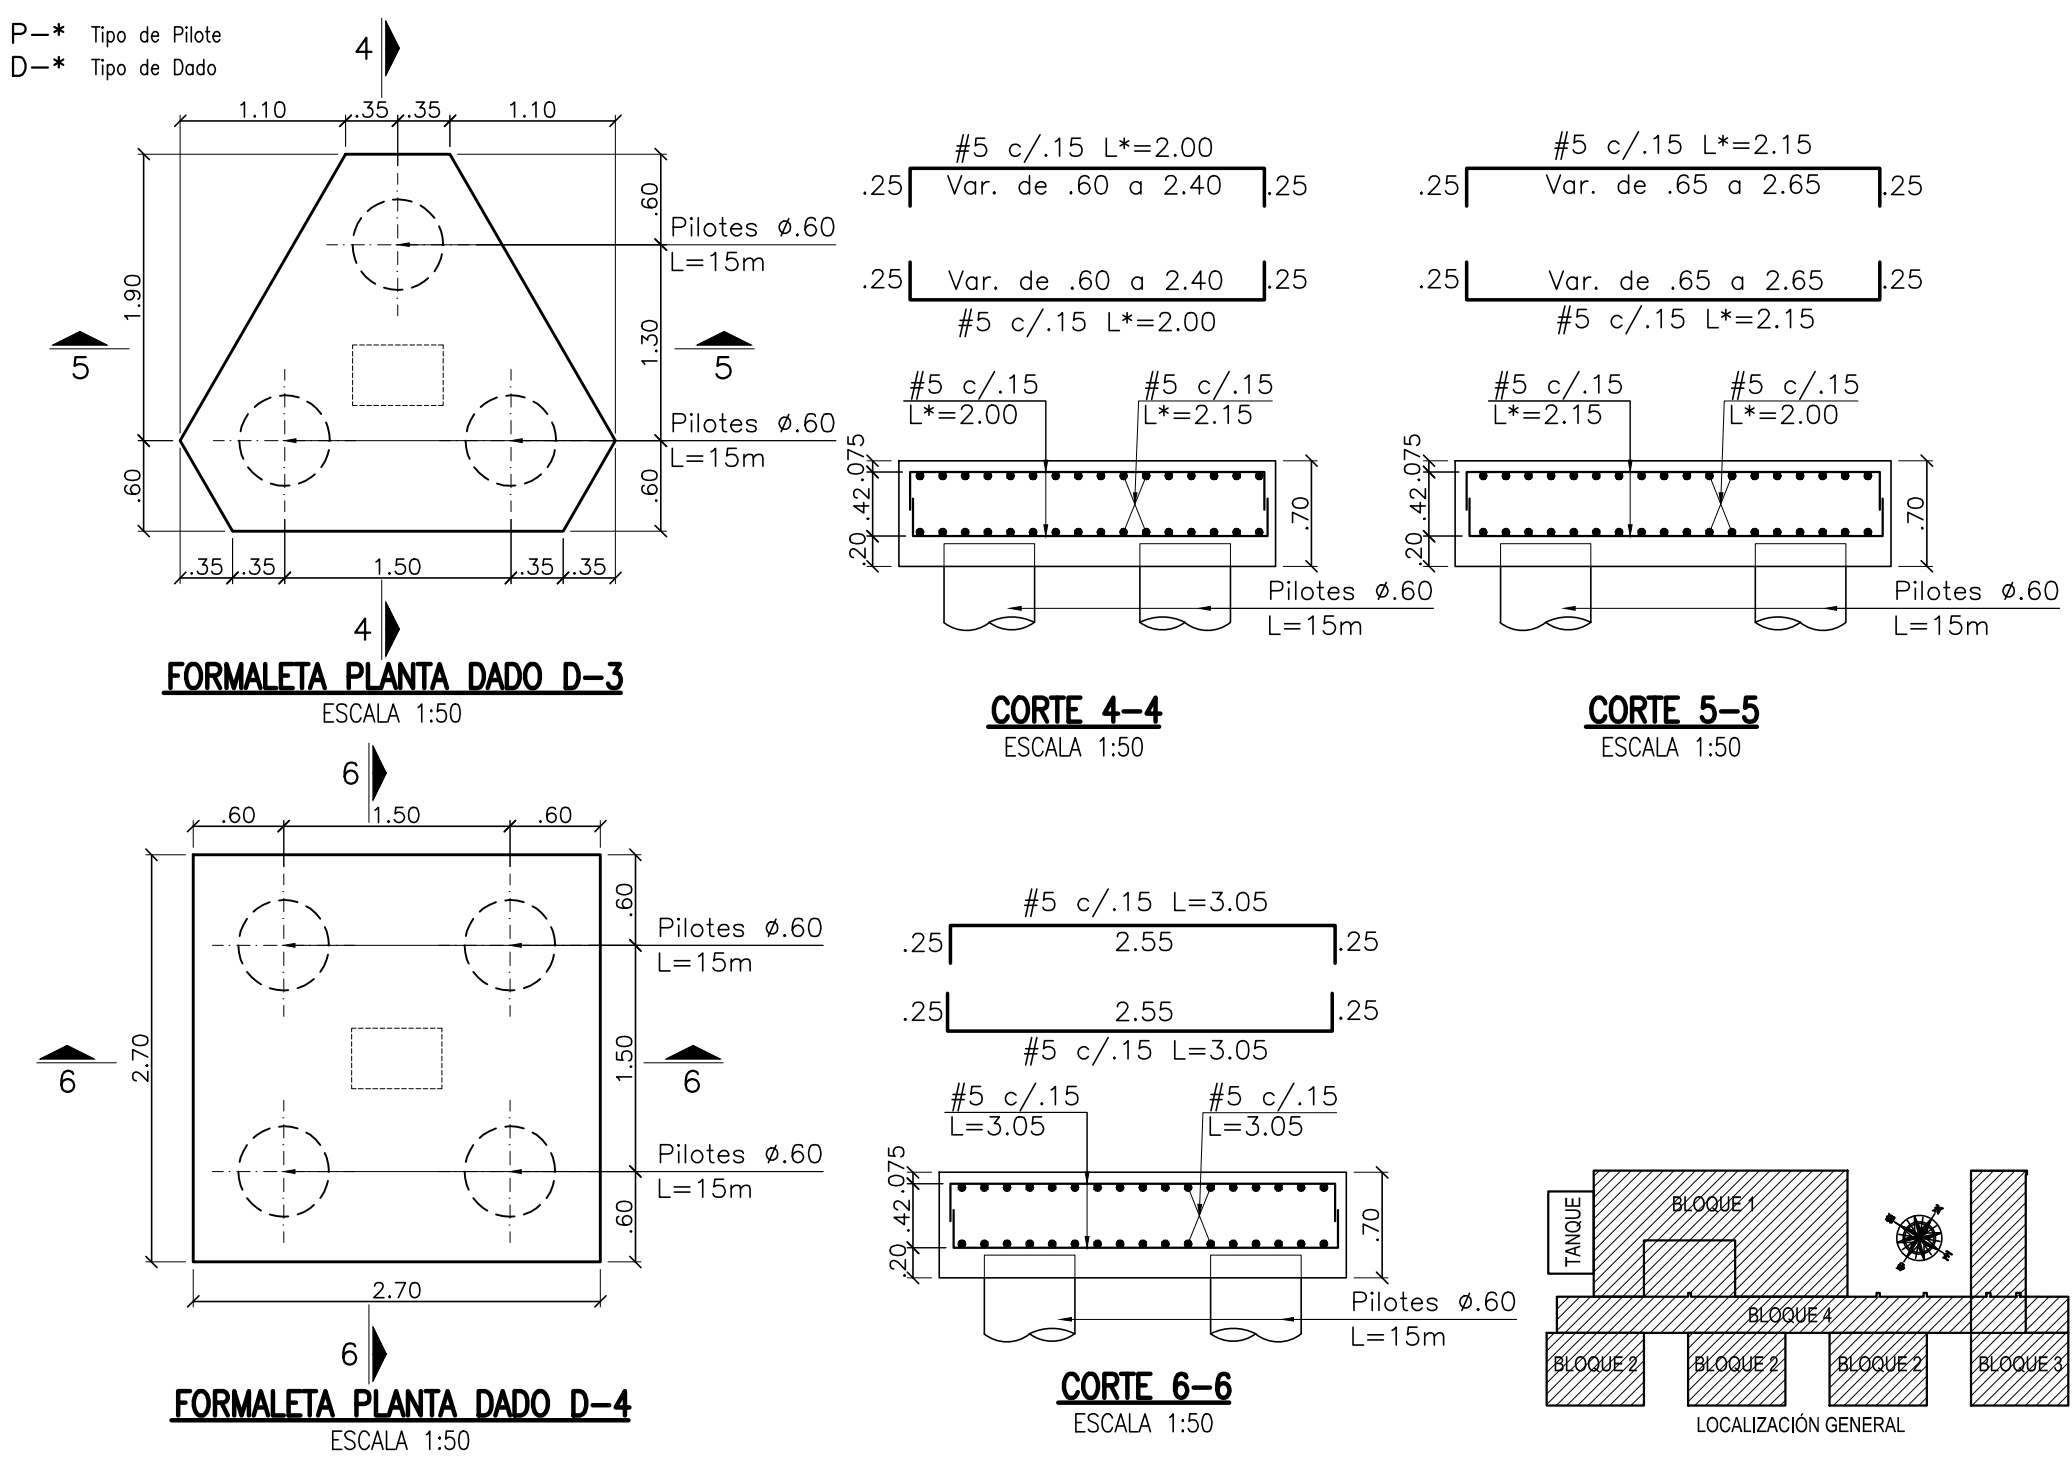 P-* Tipo de Pilote
D-* Tipo de Dado
4
1.10 .35 .35 1.10
.60
Pilotes ø.60
L=15m
1.90
1.30
5
5
Pilotes ø.60
L=15m
.60
.60
.35 .35 1.50 .35 .35
4
FORMALETA PLANTA DADO D-3
ESCALA 1:50
#5 c/.15 L*=2.00
.25 Var. de .60 a 2.40 .25
.25 Var. de .60 a 2.40 .25
#5 c/.15 L*=2.00
#5 c/.15 #5 c/.15
L*=2.00 L*=2.15
.075
.42
.20
.70
Pilotes ø.60
L=15m
CORTE 4-4
ESCALA 1:50
#5 c/.15 L*=2.15
.25 Var. de .65 a 2.65 .25
.25 Var. de .65 a 2.65 .25
#5 c/.15 L*=2.15
#5 c/.15 #5 c/.15
L*=2.15 L*=2.00
.075
.42
.20
.70
Pilotes ø.60
L=15m
CORTE 5-5
ESCALA 1:50
6
.60 1.50 .60
.60
Pilotes ø.60
L=15m
2.70
1.50
6
6
Pilotes ø.60
L=15m
.60
2.70
6
FORMALETA PLANTA DADO D-4
ESCALA 1:50
#5 c/.15 L=3.05
.25 2.55 .25
.25 2.55 .25
#5 c/.15 L=3.05
#5 c/.15 #5 c/.15
L=3.05 L=3.05
.075
.42
.20
.70
Pilotes ø.60
L=15m
CORTE 6-6
ESCALA 1:50
TANQUE
BLOQUE 1
BLOQUE 4
BLOQUE 2 BLOQUE 2 BLOQUE 2 BLOQUE 3
LOCALIZACIÓN GENERAL